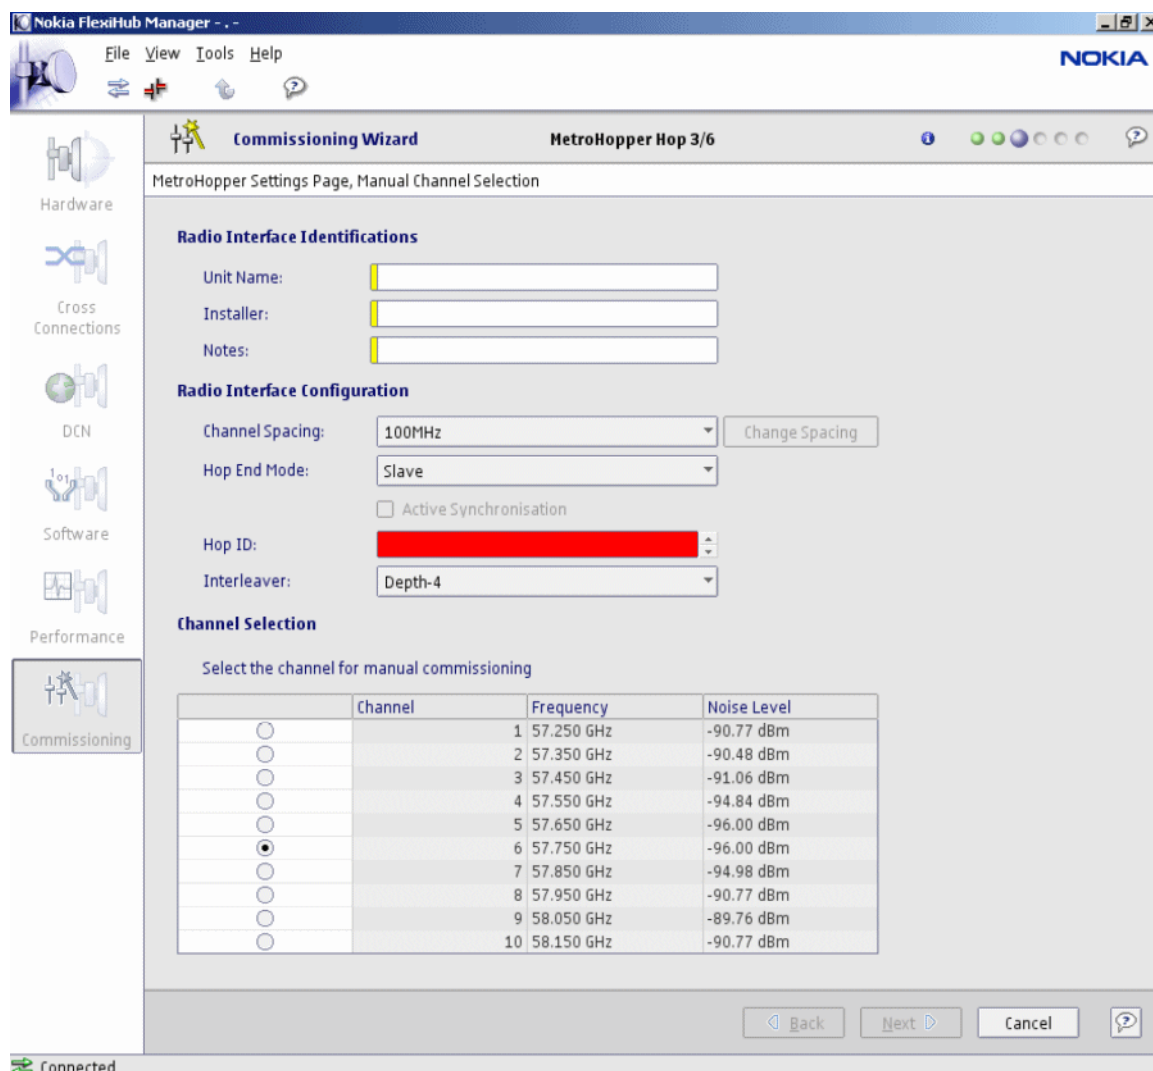 Nokia FlexiHub Manager - . -
File View Tools Help
NOKIA
Commissioning Wizard MetroHopper Hop 3/6
MetroHopper Settings Page, Manual Channel Selection
Hardware
Cross
Connections
DCN
Software
Performance
Commissioning
Radio Interface Identifications
Unit Name:
Installer:
Notes:
Radio Interface Configuration
Channel Spacing: 100MHz Change Spacing
Hop End Mode: Slave
Active Synchronisation
Hop ID:
Interleaver: Depth-4
Channel Selection
Select the channel for manual commissioning
Channel Frequency Noise Level
1 57.250 GHz -90.77 dBm
2 57.350 GHz -90.48 dBm
3 57.450 GHz -91.06 dBm
4 57.550 GHz -94.84 dBm
5 57.650 GHz -96.00 dBm
6 57.750 GHz -96.00 dBm
7 57.850 GHz -94.98 dBm
8 57.950 GHz -90.77 dBm
9 58.050 GHz -89.76 dBm
10 58.150 GHz -90.77 dBm
Back Next Cancel
Connected